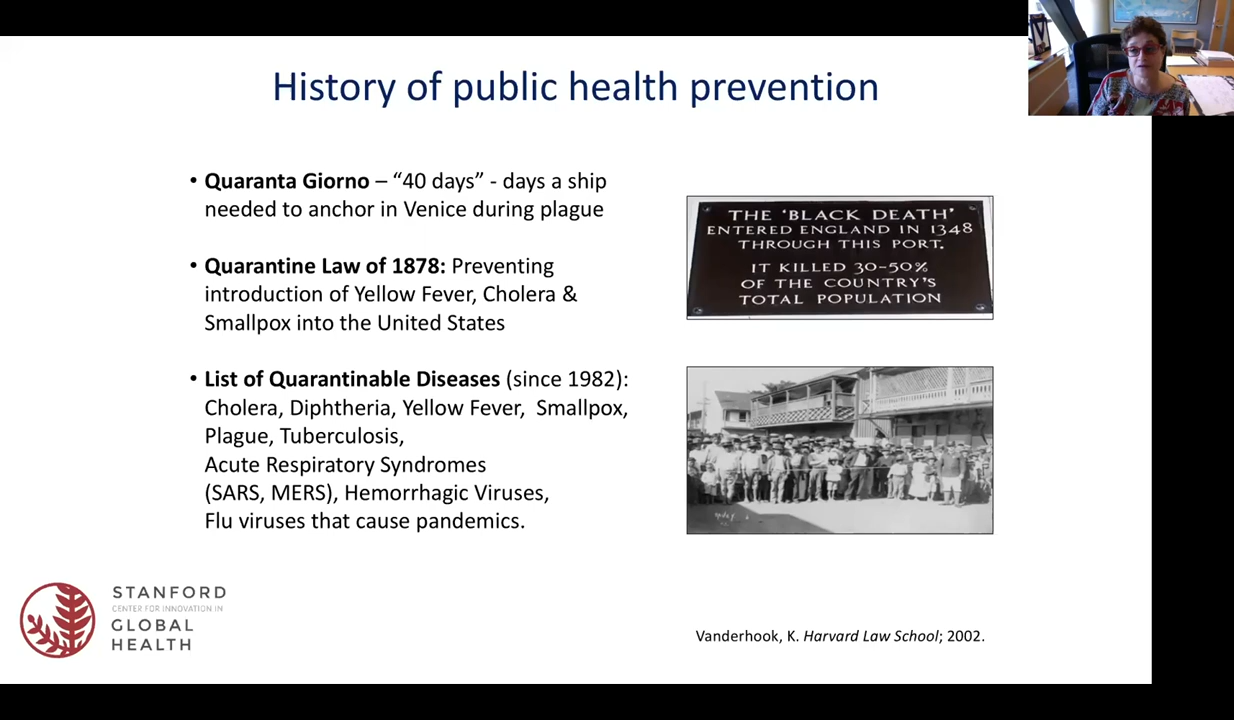 History of public health prevention
• Quaranta Giorno – “40 days” - days a ship
needed to anchor in Venice during plague
• Quarantine Law of 1878: Preventing
introduction of Yellow Fever, Cholera &
Smallpox into the United States
• List of Quarantinable Diseases (since 1982):
Cholera, Diphtheria, Yellow Fever, Smallpox,
Plague, Tuberculosis,
Acute Respiratory Syndromes
(SARS, MERS), Hemorrhagic Viruses,
Flu viruses that cause pandemics.
THE ‘BLACK DEATH’
ENTERED ENGLAND IN 1348
THROUGH THIS PORT.
IT KILLED 30-50%
OF THE COUNTRY'S
TOTAL POPULATION
STANFORD
CENTER FOR INNOVATION IN
GLOBAL
HEALTH
Vanderhook, K. Harvard Law School; 2002.